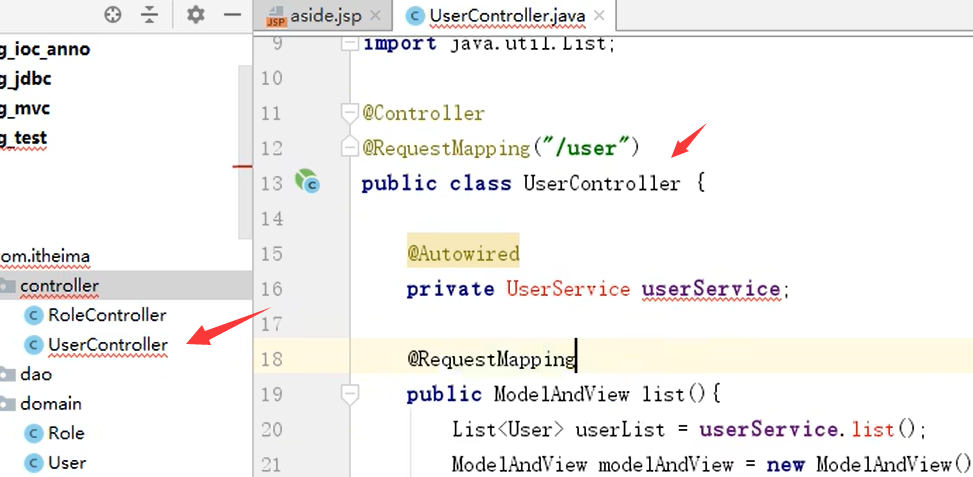 g_ioc_anno
g_jdbc
g_mvc
g_test
om.itheima
controller
RoleController
UserController
dao
domain
Role
User
JSP aside.jsp
C UserController.java
9 import java.util.List;
10
11 @Controller
12 @RequestMapping("/user")
13 public class UserController {
14
15 @Autowired
16 private UserService userService;
17
18 @RequestMapping
19 public ModelAndView list(){
20 List<User> userList = userService.list();
21 ModelAndView modelAndView = new ModelAndView()